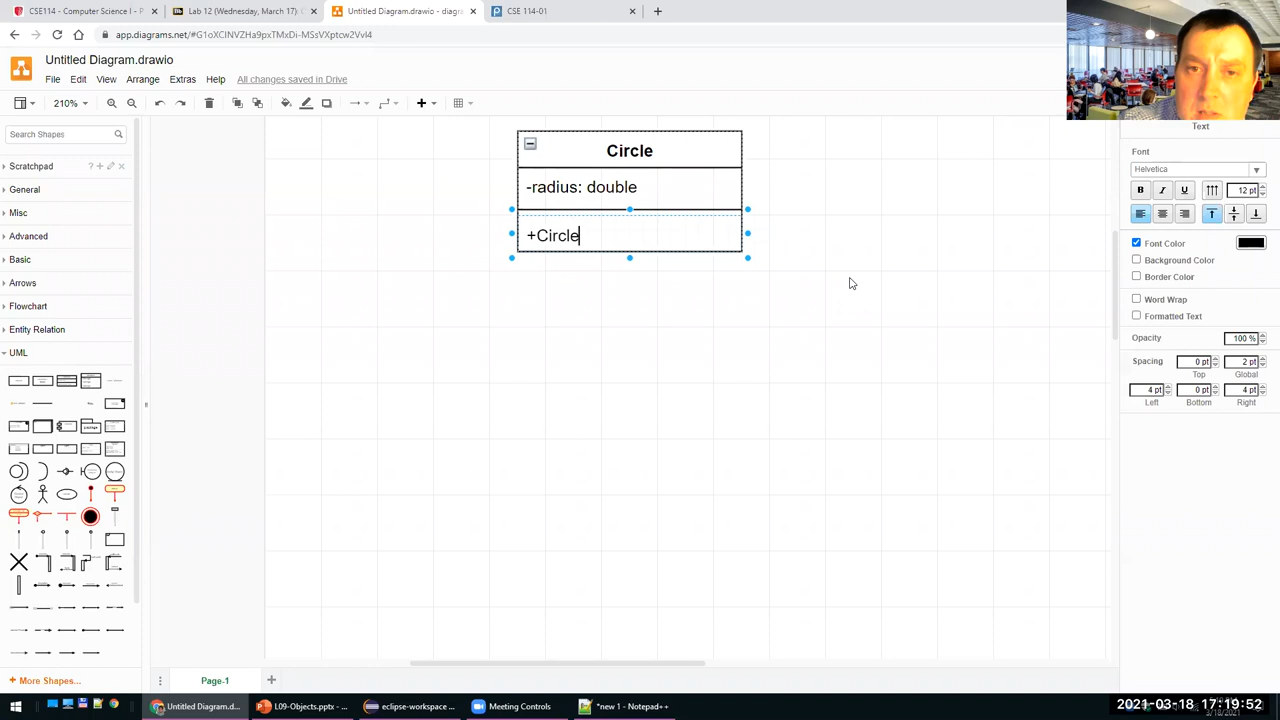 CSE114 - Computer Science I -
Lab 12 (Wednesday, March 17)
Untitled Diagram.drawio - diagr
CSE 114-01
app.diagrams.net/#G1oXCINVZHa9pxTMxDi-MSsVXptcw2Vvl4
Untitled Diagram.drawio
File Edit View Arrange Extras Help All changes saved in Drive
210%
Search Shapes
Scratchpad
General
Misc
Advanced
Basic
Arrows
Flowchart
Entity Relation
UML
+ More Shapes...
Circle
-radius: double
+Circle
Text
Font
Helvetica
B I U 12 pt
Font Color
Background Color
Border Color
Word Wrap
Formatted Text
Opacity 100 %
Spacing 0 pt 2 pt
Top Global
4 pt 0 pt 4 pt
Left Bottom Right
Page-1
Untitled Diagram.d...
L09-Objects.pptx - ...
eclipse-workspace ...
Meeting Controls
*new 1 - Notepad++
2021-03-18 17:19:52
3/18/2021